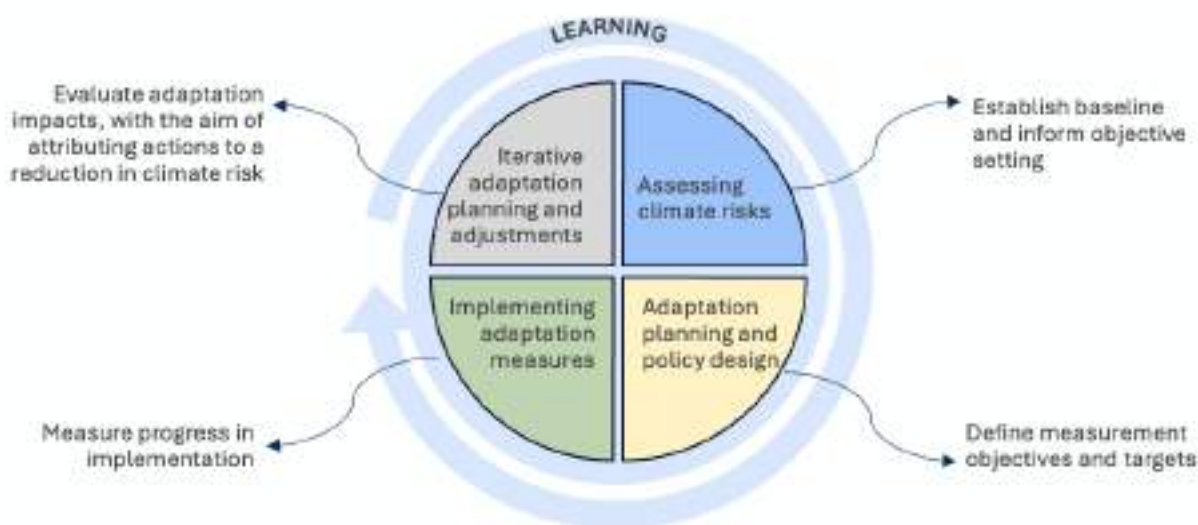 LEARNING
Evaluate adaptation
impacts, with the aim of
attributing actions to a
reduction in climate risk
Iterative
adaptation
planning and
adjustments
Assessing
climate risks
Establish baseline
and inform objective
setting
Implementing
adaptation
measures
Adaptation
planning and
policy design
Measure progress in
implementation
Define measurement
objectives and targets